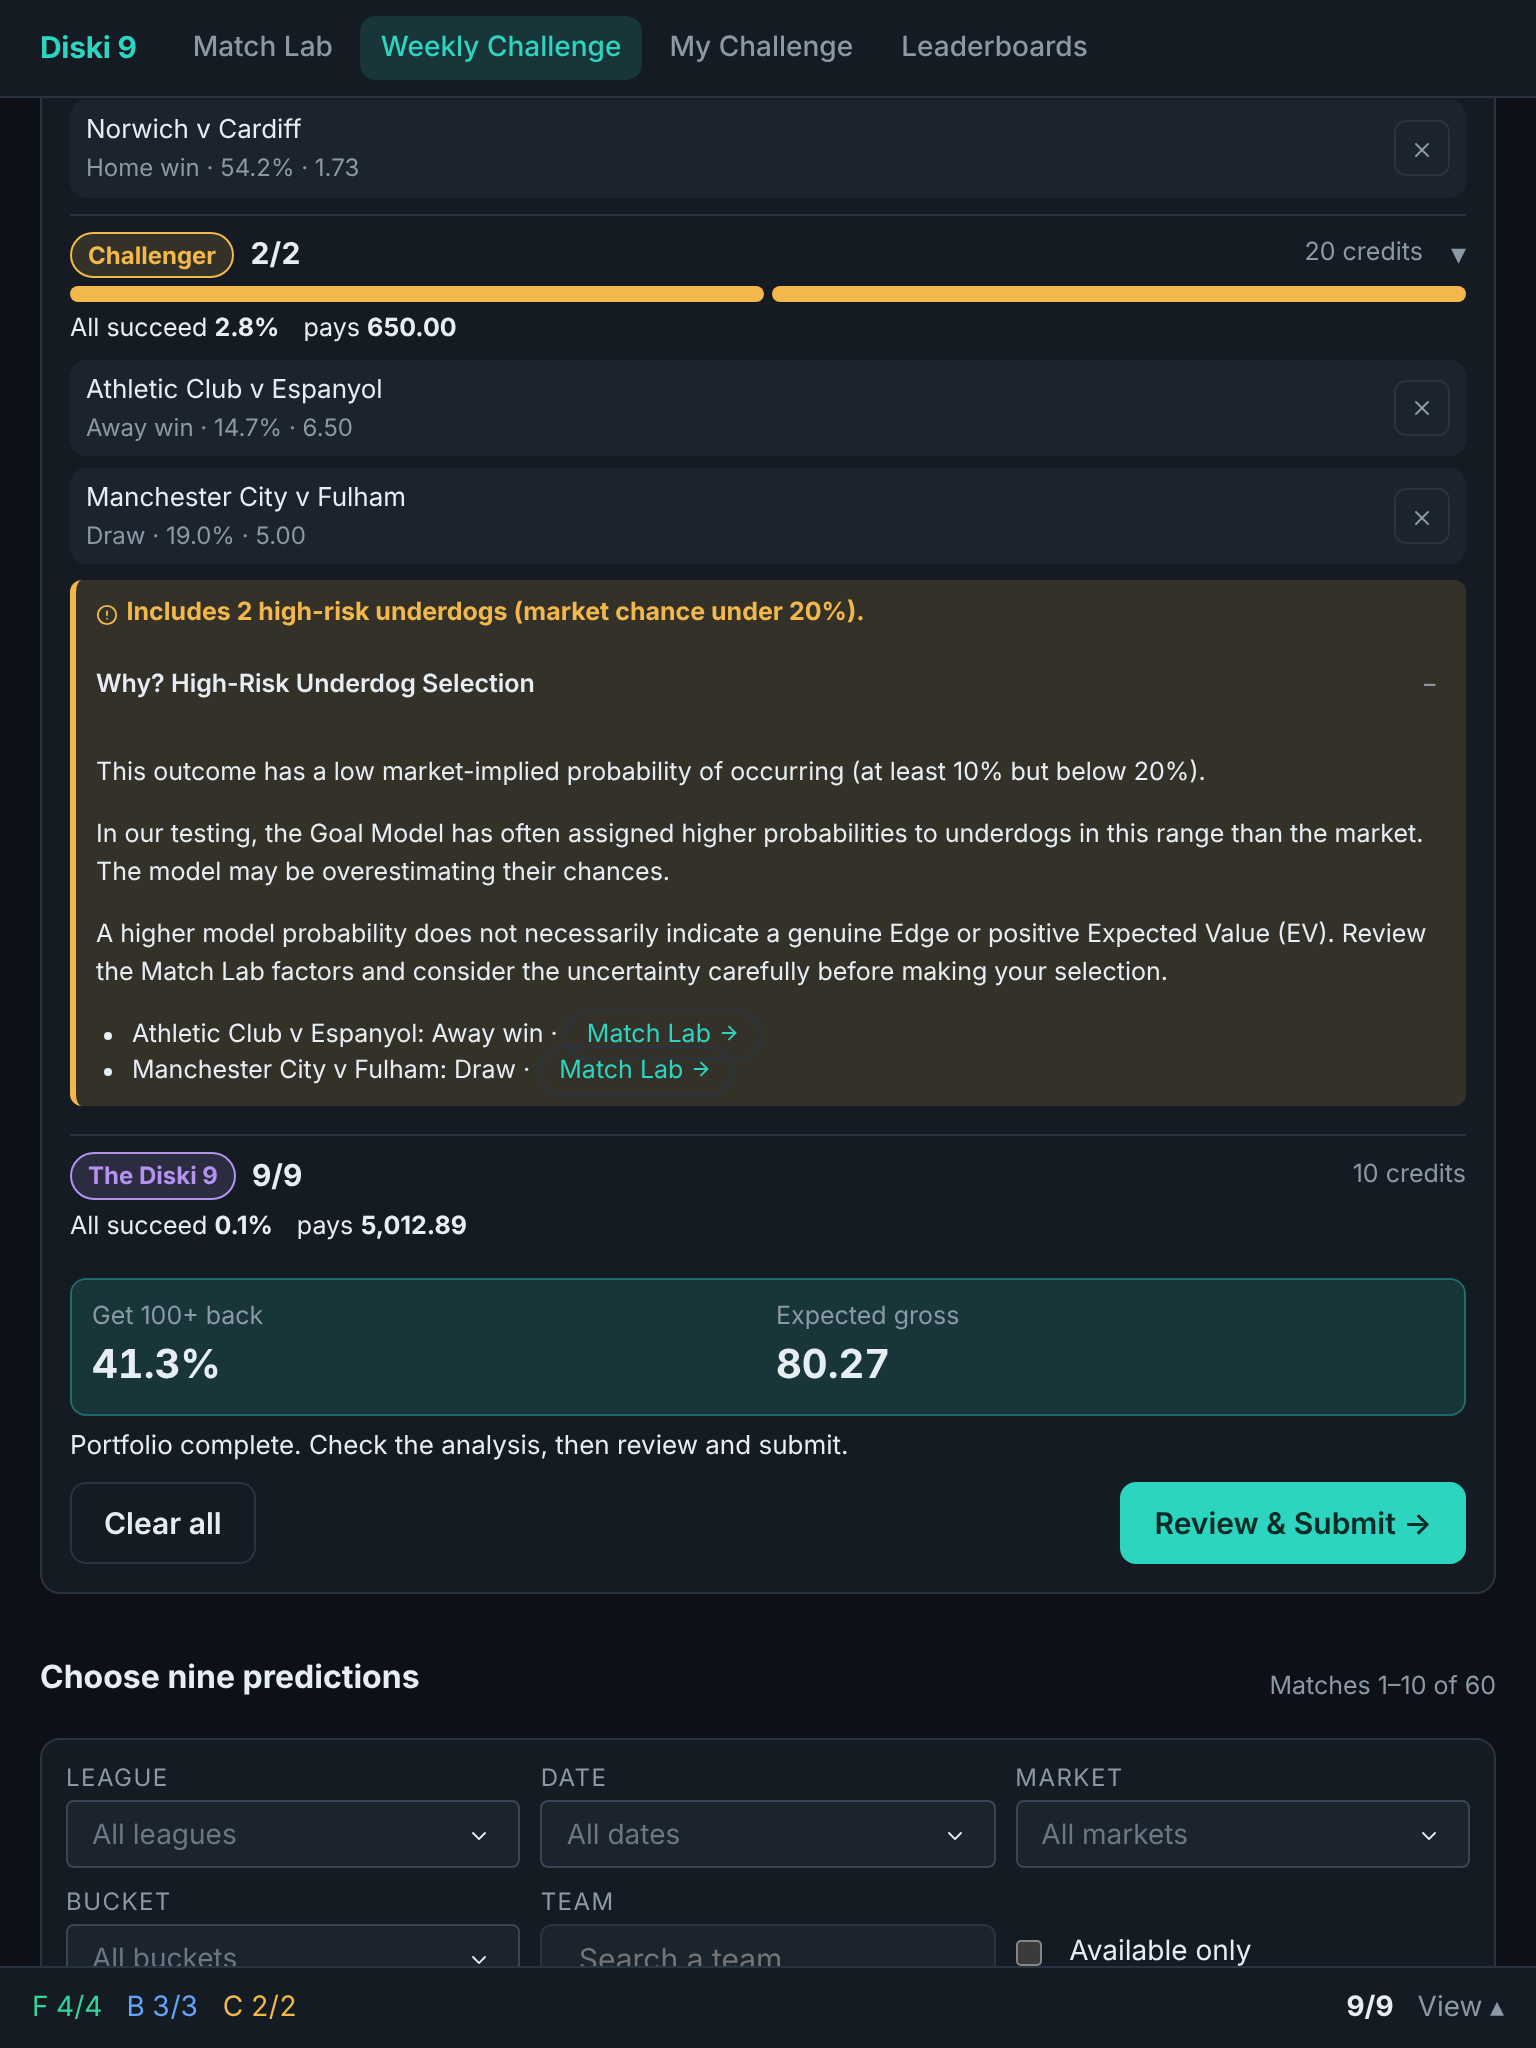 Diski 9 Match Lab Weekly Challenge My Challenge Leaderboards
Norwich v Cardiff
Home win · 54.2% · 1.73
×
Challenger 2/2 20 credits ▼
All succeed 2.8% pays 650.00
Athletic Club v Espanyol
Away win · 14.7% · 6.50
×
Manchester City v Fulham
Draw · 19.0% · 5.00
×
Includes 2 high-risk underdogs (market chance under 20%).
Why? High-Risk Underdog Selection –
This outcome has a low market-implied probability of occurring (at least 10% but below 20%).
In our testing, the Goal Model has often assigned higher probabilities to underdogs in this range than the market.
The model may be overestimating their chances.
A higher model probability does not necessarily indicate a genuine Edge or positive Expected Value (EV). Review
the Match Lab factors and consider the uncertainty carefully before making your selection.
• Athletic Club v Espanyol: Away win · Match Lab →
• Manchester City v Fulham: Draw · Match Lab →
The Diski 9 9/9 10 credits
All succeed 0.1% pays 5,012.89
Get 100+ back Expected gross
41.3% 80.27
Portfolio complete. Check the analysis, then review and submit.
Clear all Review & Submit →
Choose nine predictions Matches 1–10 of 60
LEAGUE DATE MARKET
All leagues All dates All markets
BUCKET TEAM
All buckets Search a team Available only
F 4/4 B 3/3 C 2/2 9/9 View ▲